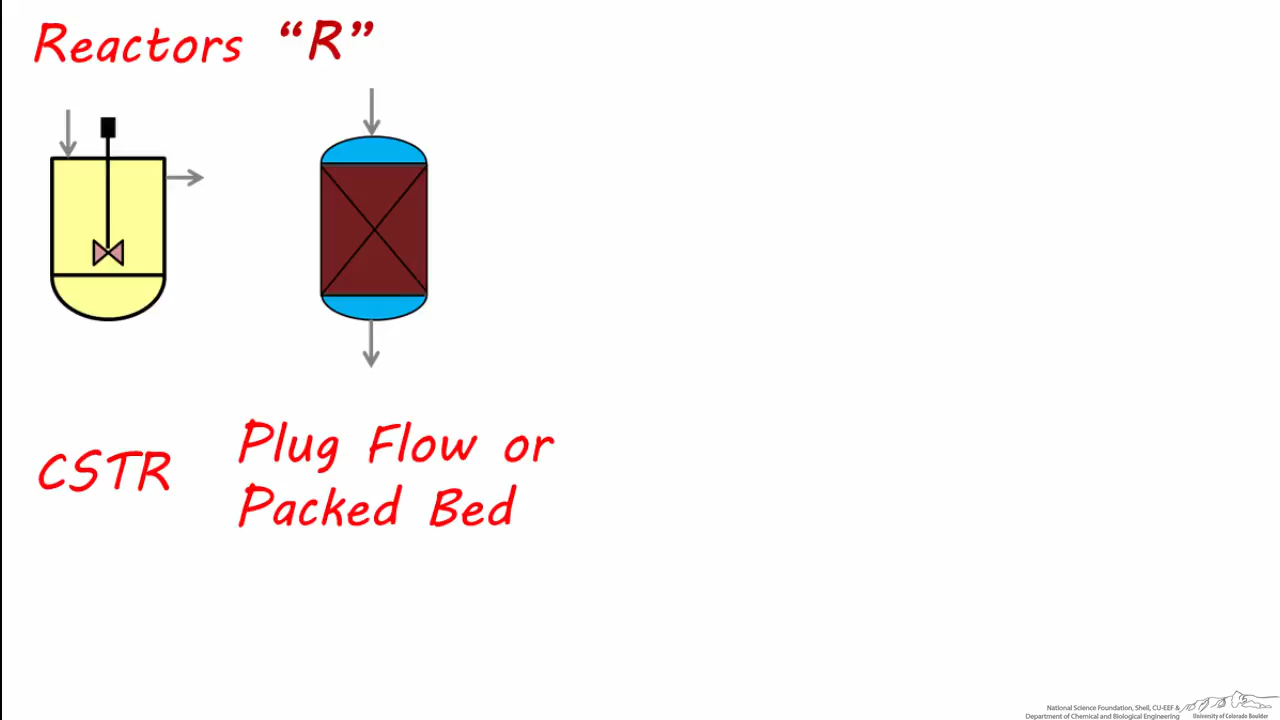 Reactors “R”
CSTR
Plug Flow or
Packed Bed
National Science Foundation, Shell, CU-EEF &
Department of Chemical and Biological Engineering
University of Colorado Boulder